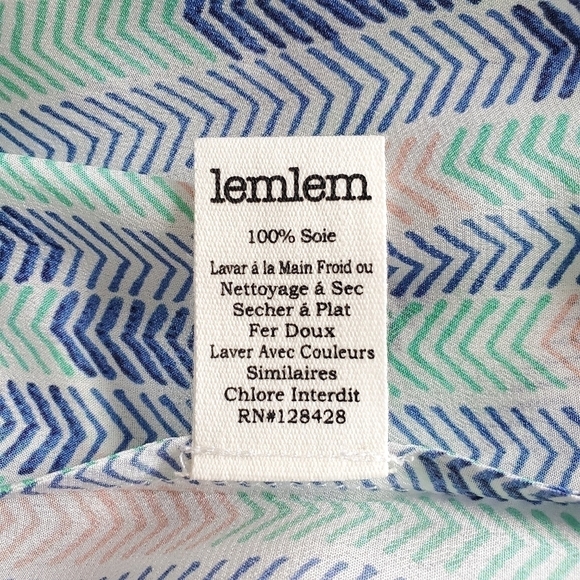 lemlem
100% Soie
Lavar á la Main Froid ou
Nettoyage á Sec
Secher á Plat
Fer Doux
Laver Avec Couleurs
Similaires
Chlore Interdit
RN#128428